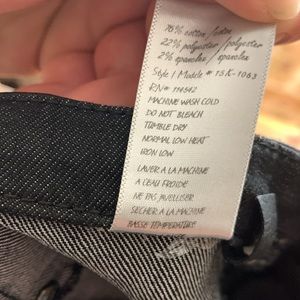 76% cotton / coton
22% polyester / polyester
2% spandex / spandex
Style / Modele # 15K-1063
RN# 114642
MACHINE WASH COLD
DO NOT BLEACH
TUMBLE DRY
NORMAL LOW HEAT
IRON LOW
LAVER A LA MACHINE
A L'EAU FROIDE
NE PAS JAVELLISER
SECHER A LA MACHINE
BASSE TEMPERATURE